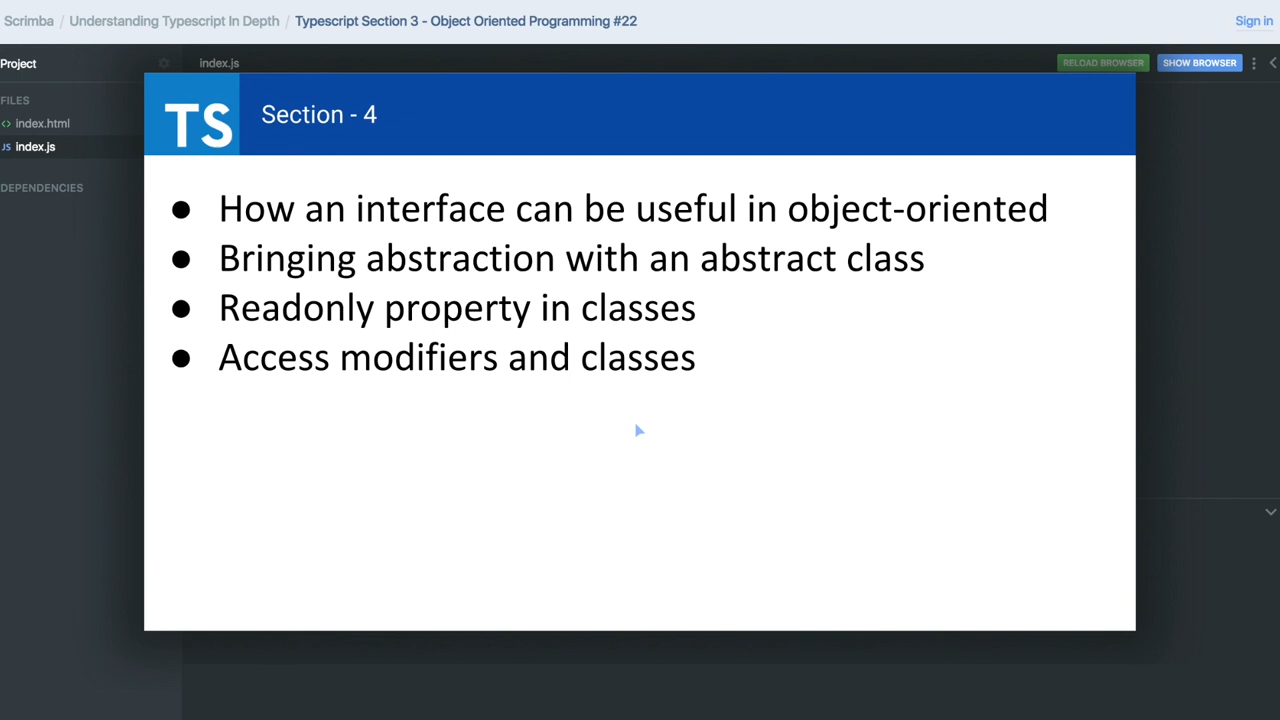 Scrimba / Understanding Typescript In Depth / Typescript Section 3 - Object Oriented Programming #22
Sign in
Project
index.js
RELOAD BROWSER
SHOW BROWSER
FILES
<> index.html
JS index.js
DEPENDENCIES
TS
Section - 4
● How an interface can be useful in object-oriented
● Bringing abstraction with an abstract class
● Readonly property in classes
● Access modifiers and classes